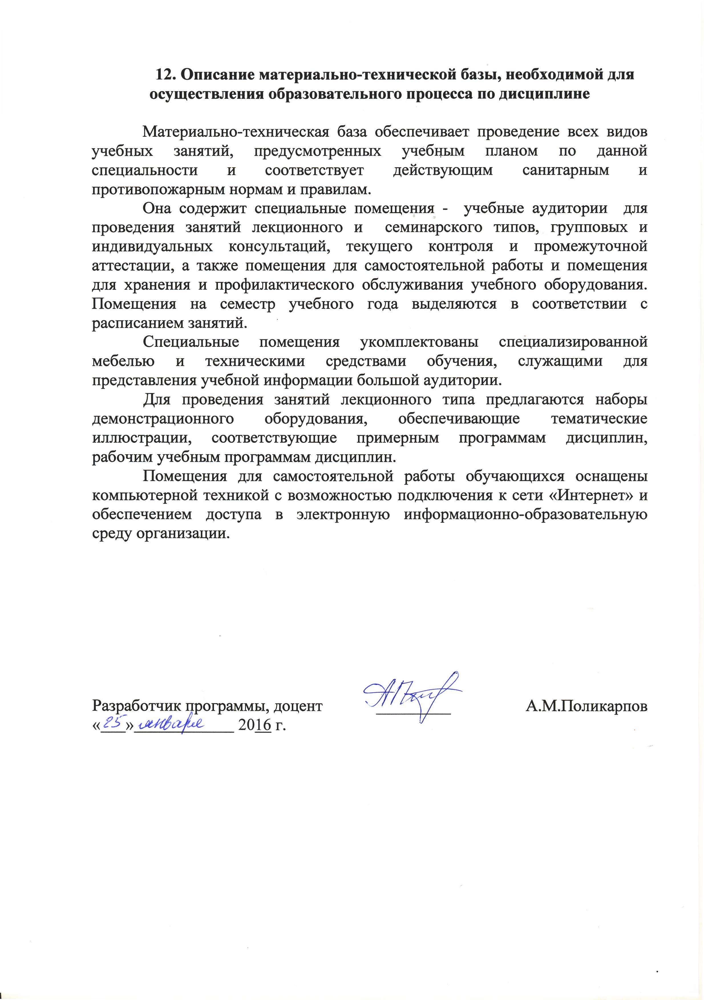 12. Описание материально-технической базы, необходимой для
осуществления образовательного процесса по дисциплине
Материально-техническая база обеспечивает проведение всех видов
учебных занятий, предусмотренных учебным планом по данной
специальности и соответствует действующим санитарным и
противопожарным нормам и правилам.
Она содержит специальные помещения - учебные аудитории для
проведения занятий лекционного и семинарского типов, групповых и
индивидуальных консультаций, текущего контроля и промежуточной
аттестации, а также помещения для самостоятельной работы и помещения
для хранения и профилактического обслуживания учебного оборудования.
Помещения на семестр учебного года выделяются в соответствии с
расписанием занятий.
Специальные помещения укомплектованы специализированной
мебелью и техническими средствами обучения, служащими для
представления учебной информации большой аудитории.
Для проведения занятий лекционного типа предлагаются наборы
демонстрационного оборудования, обеспечивающие тематические
иллюстрации, соответствующие примерным программам дисциплин,
рабочим учебным программам дисциплин.
Помещения для самостоятельной работы обучающихся оснащены
компьютерной техникой с возможностью подключения к сети «Интернет» и
обеспечением доступа в электронную информационно-образовательную
среду организации.
Разработчик программы, доцент А.М.Поликарпов
«25» января 2016 г.